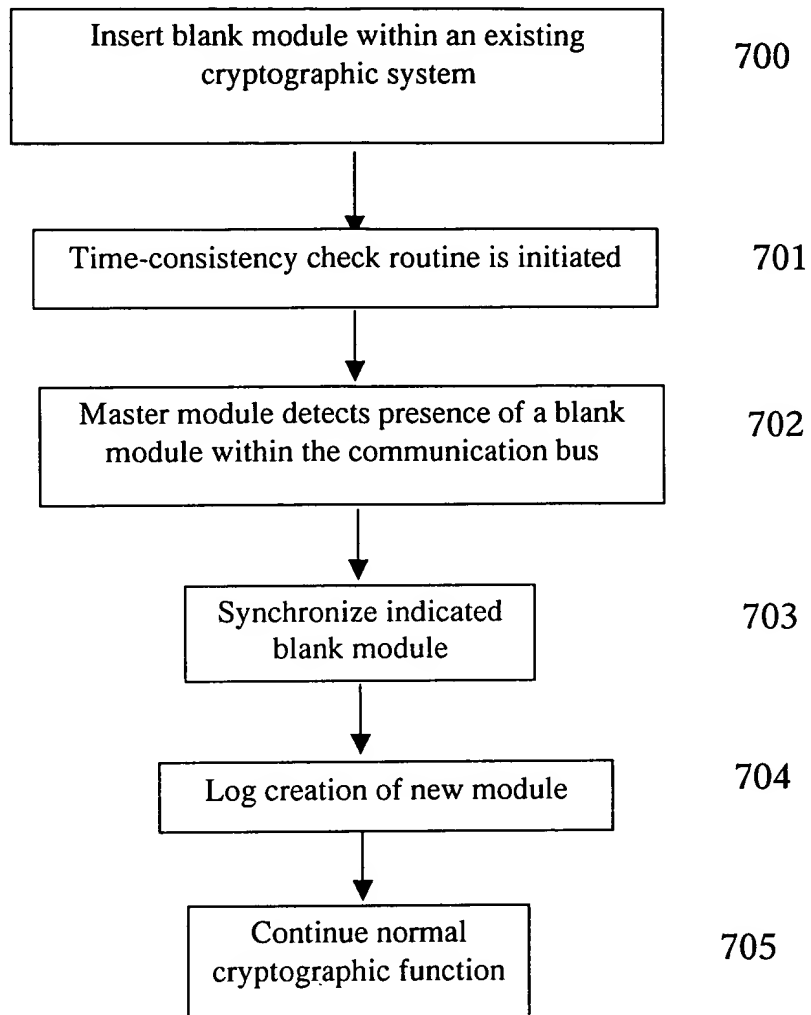 Insert blank module within an existing
cryptographic system
700
Time-consistency check routine is initiated
701
Master module detects presence of a blank
module within the communication bus
702
Synchronize indicated
blank module
703
Log creation of new module
704
Continue normal
cryptographic function
705